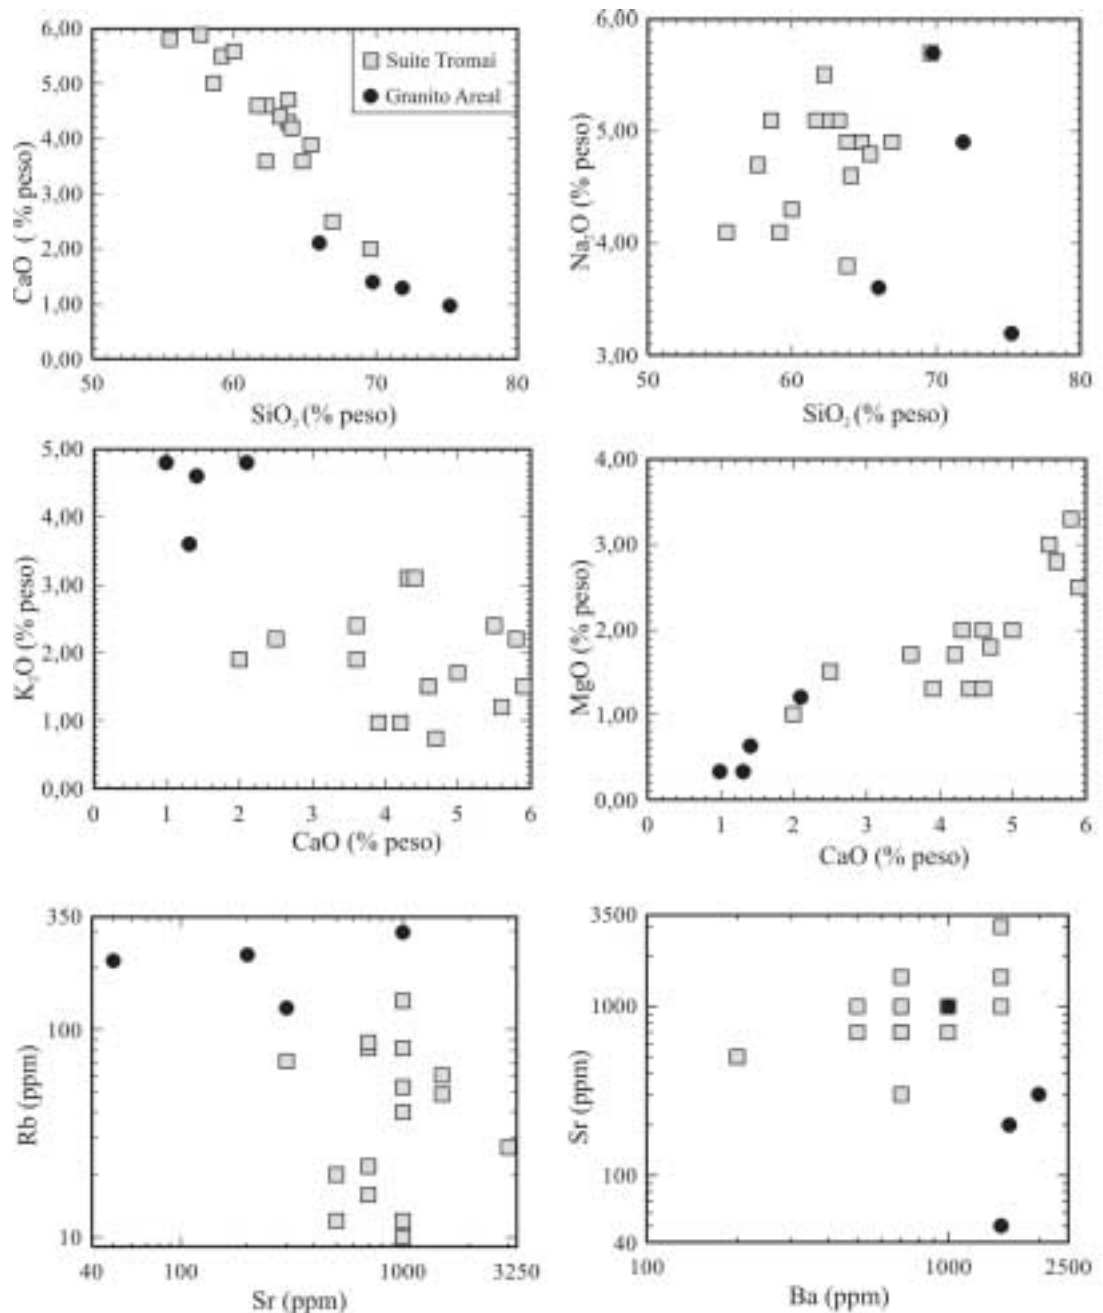 6,00
5,00
4,00
3,00
2,00
1,00
0,00
CaO ( % peso)
50 60 70 80
SiO₂ (% peso)
Suíte Tromaí
Granito Areal
6,00
5,00
4,00
3,00
Na₂O (% peso)
50 60 70 80
SiO₂ (% peso)
5,00
4,00
3,00
2,00
1,00
0,00
K₂O (% peso)
0 1 2 3 4 5 6
CaO (% peso)
4,00
3,00
2,00
1,00
0,00
MgO (% peso)
0 1 2 3 4 5 6
CaO (% peso)
350
100
10
Rb (ppm)
40 100 1000 3250
Sr (ppm)
3500
1000
100
40
Sr (ppm)
100 1000 2500
Ba (ppm)